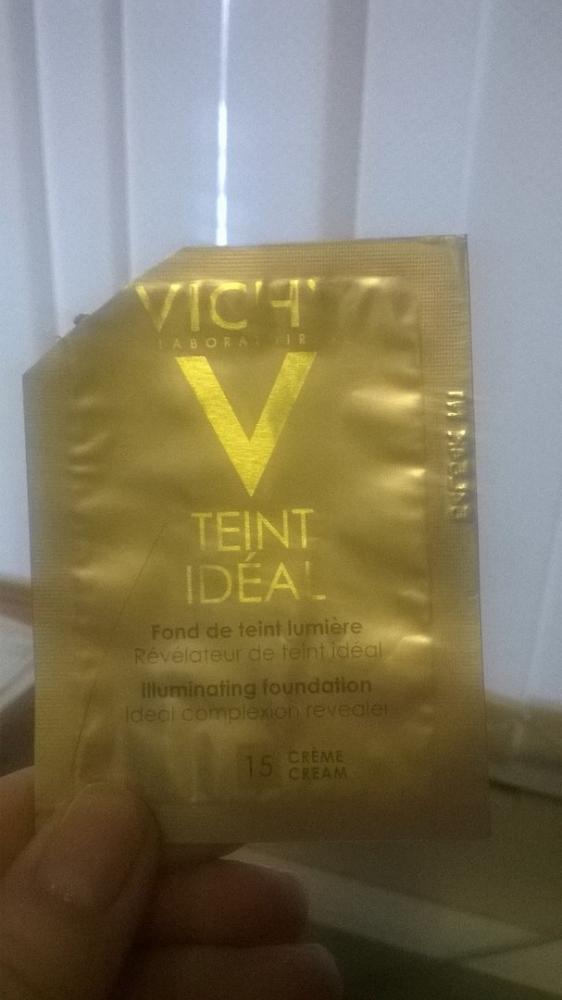 VICHY
LABORATOIR
V
TEINT
IDÉAL
Fond de teint lumière
Révélateur de teint idéal
Illuminating foundation
Ideal complexion revealer
15 CRÈME
CREAM